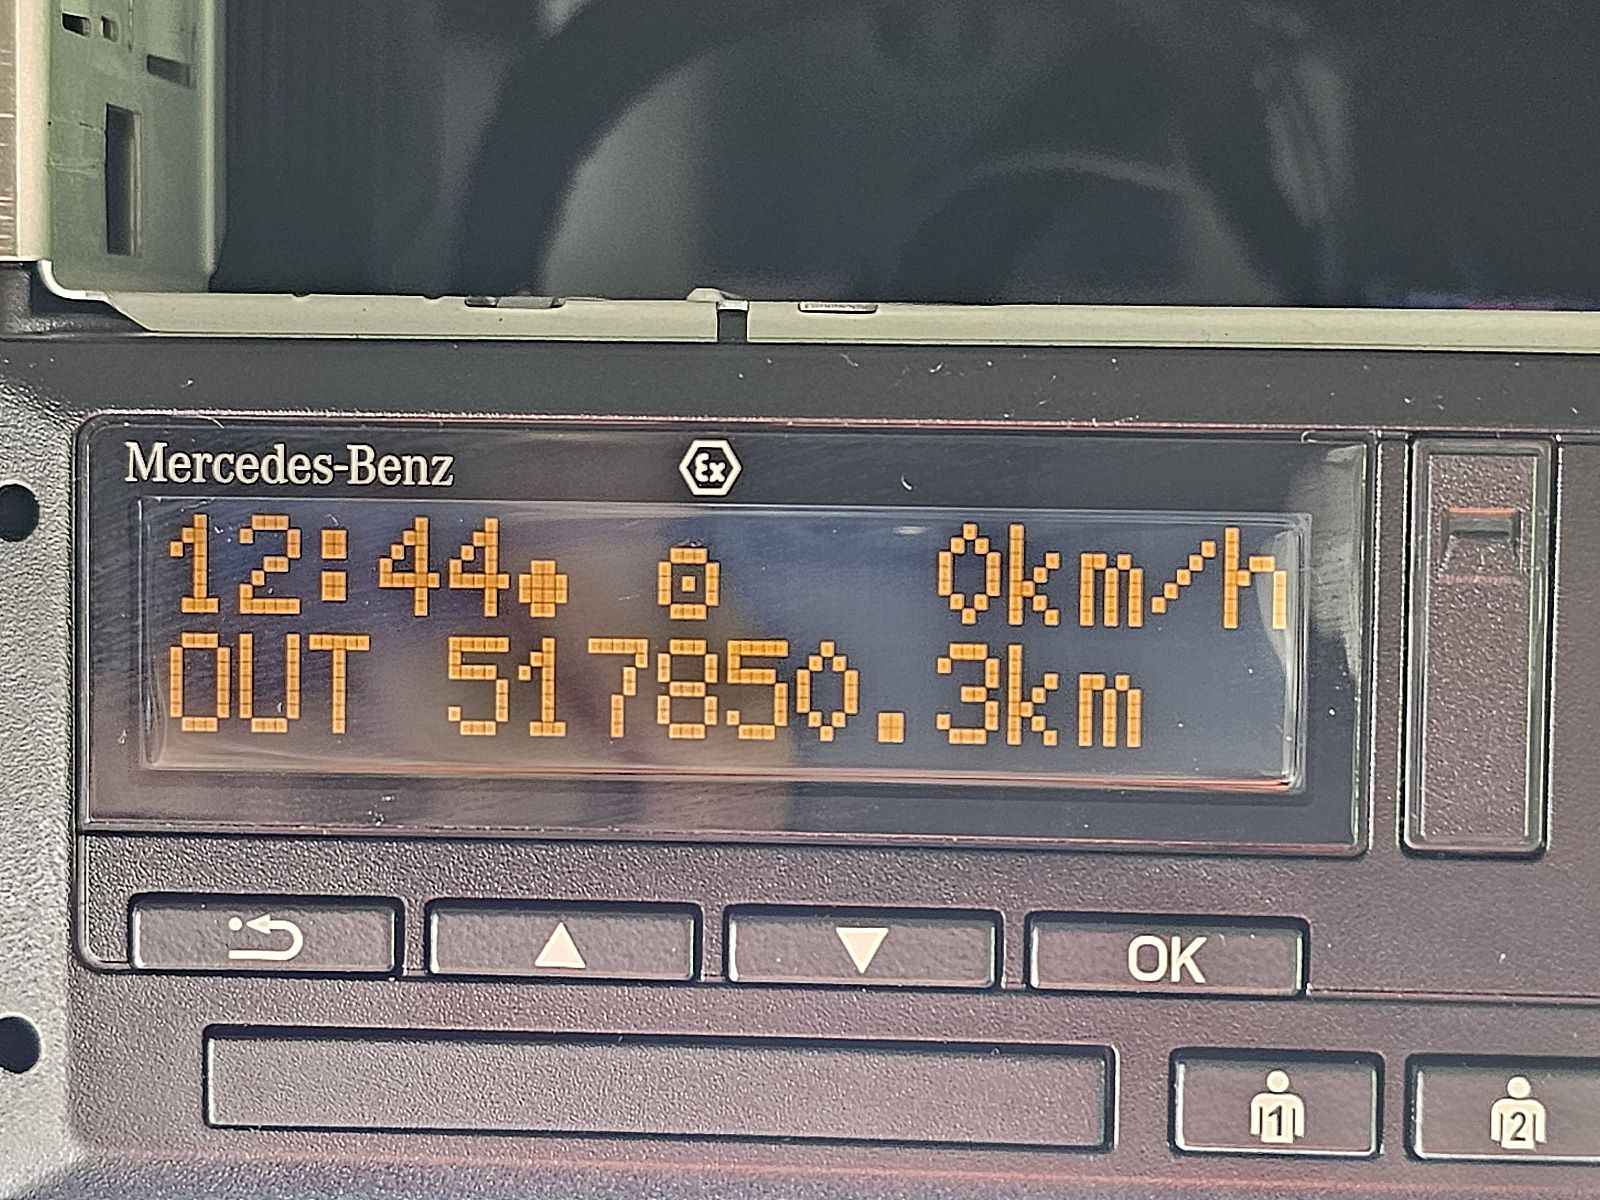 Mercedes-Benz
Ex
12:44● ⊡ 0km/h
OUT 517850.3km
OK
1
2